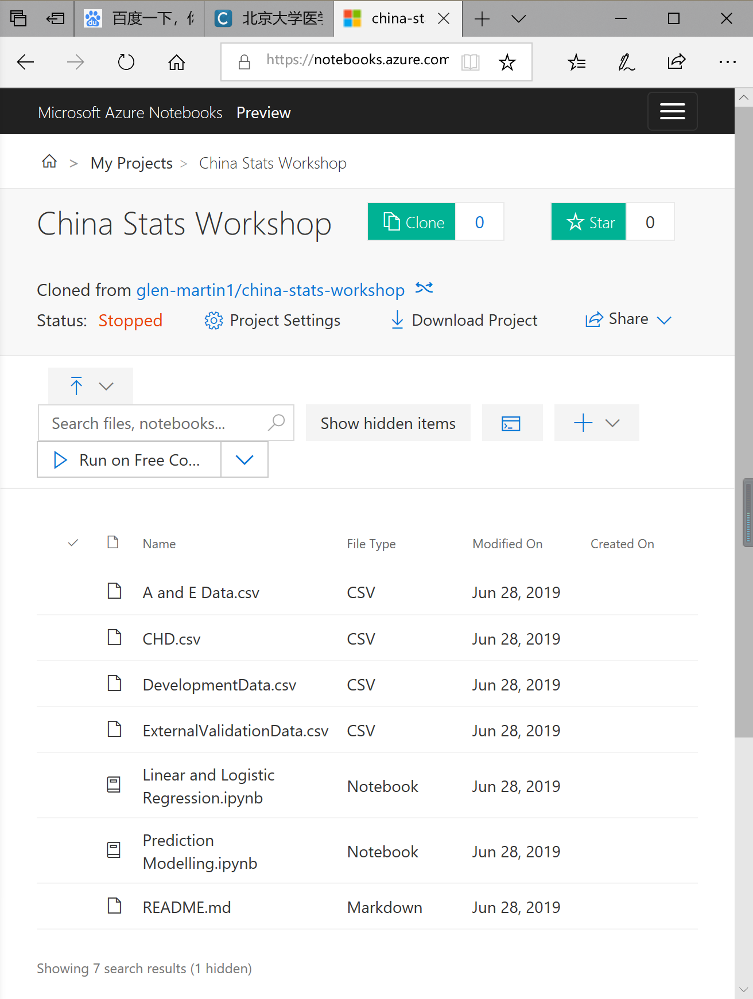 百度一下，
北京大学医学
china-st
https://notebooks.azure.com
Microsoft Azure Notebooks Preview
> My Projects > China Stats Workshop
China Stats Workshop
Clone 0
Star 0
Cloned from glen-martin1/china-stats-workshop
Status: Stopped
Project Settings
Download Project
Share
Search files, notebooks...
Show hidden items
Run on Free Co...
Name File Type Modified On Created On
A and E Data.csv CSV Jun 28, 2019
CHD.csv CSV Jun 28, 2019
DevelopmentData.csv CSV Jun 28, 2019
ExternalValidationData.csv CSV Jun 28, 2019
Linear and Logistic
Regression.ipynb Notebook Jun 28, 2019
Prediction
Modelling.ipynb Notebook Jun 28, 2019
README.md Markdown Jun 28, 2019
Showing 7 search results (1 hidden)